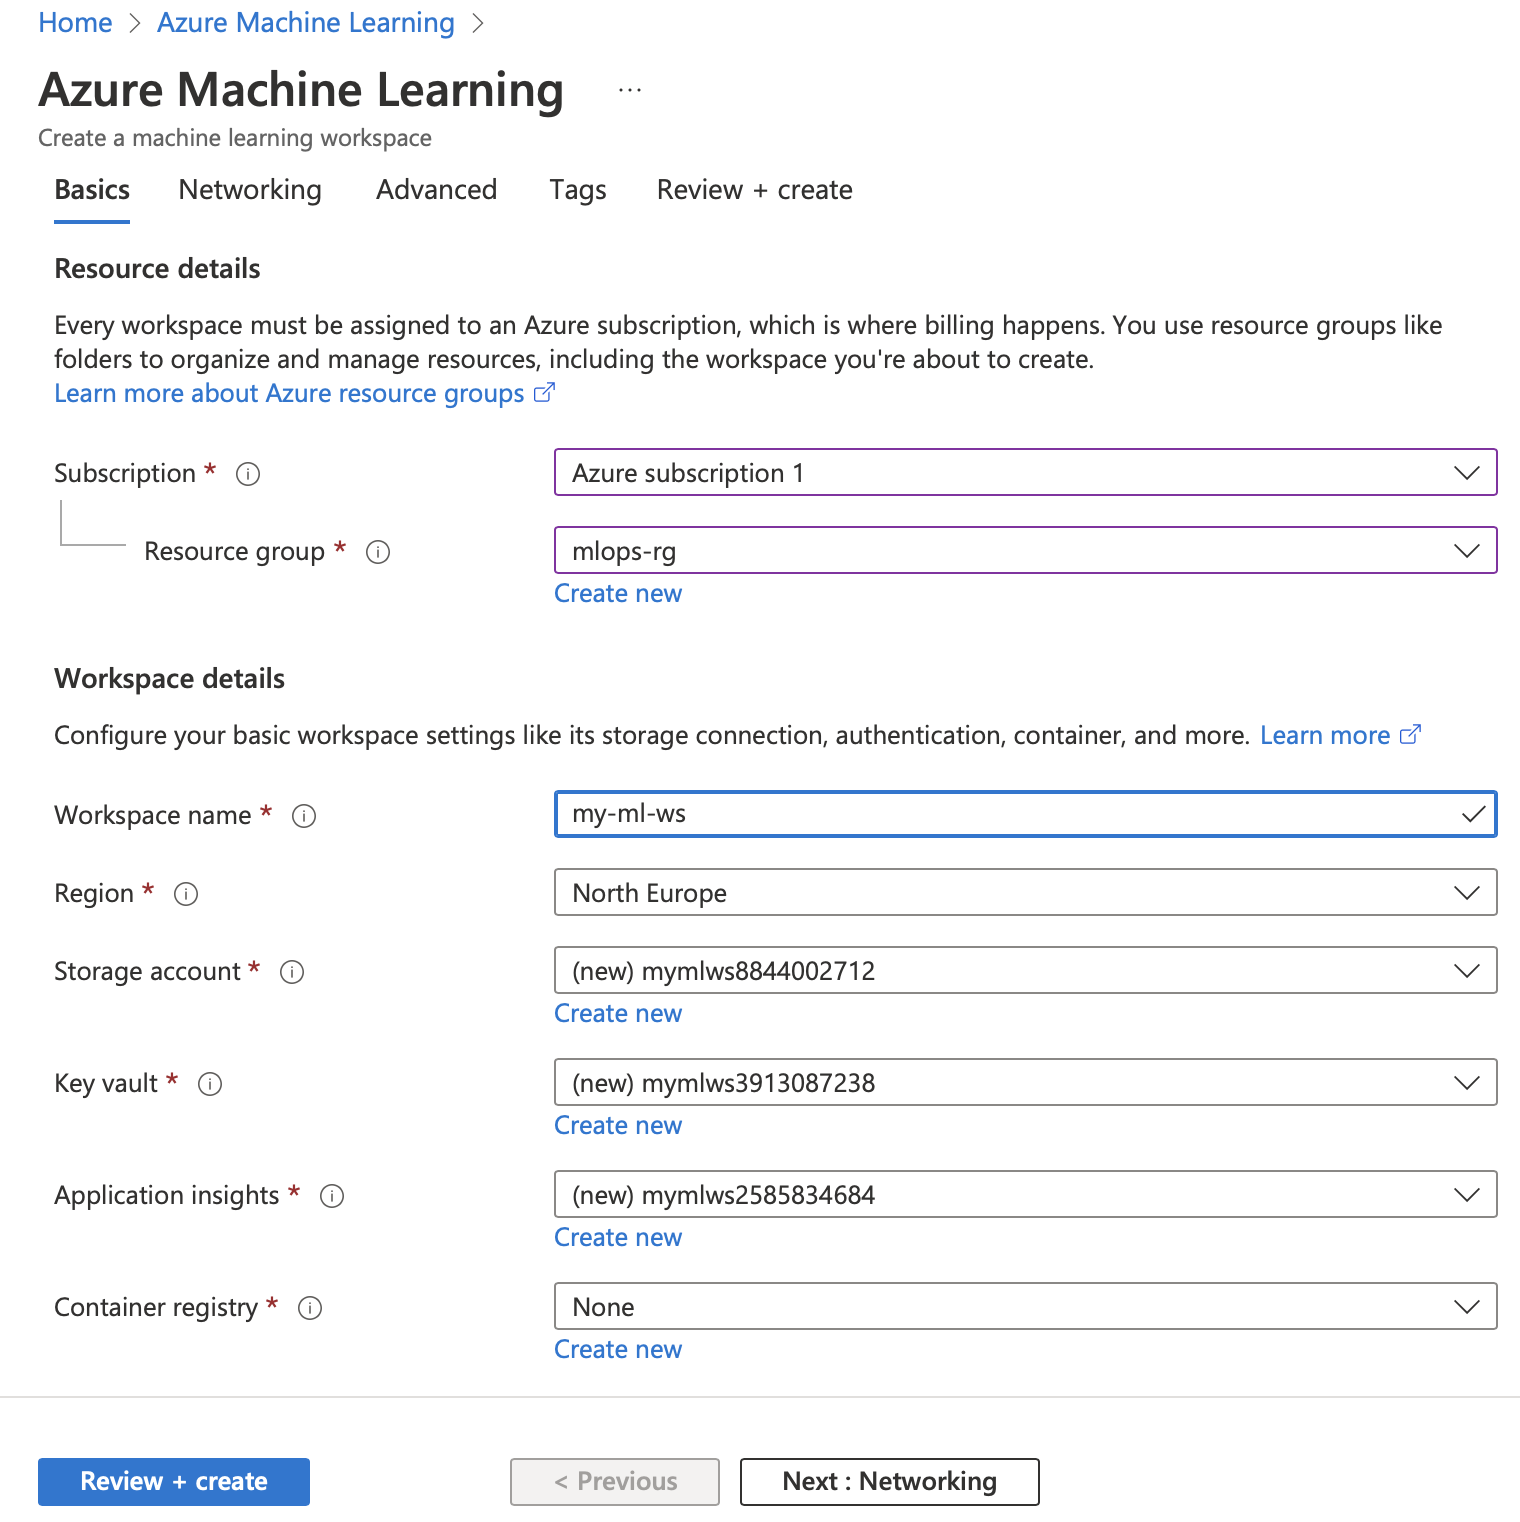 Home > Azure Machine Learning >
Azure Machine Learning ...
Create a machine learning workspace
Basics Networking Advanced Tags Review + create
Resource details
Every workspace must be assigned to an Azure subscription, which is where billing happens. You use resource groups like
folders to organize and manage resources, including the workspace you're about to create.
Learn more about Azure resource groups
Subscription * Azure subscription 1
Resource group * mlops-rg
Create new
Workspace details
Configure your basic workspace settings like its storage connection, authentication, container, and more. Learn more
Workspace name * my-ml-ws
Region * North Europe
Storage account * (new) mymlws8844002712
Create new
Key vault * (new) mymlws3913087238
Create new
Application insights * (new) mymlws2585834684
Create new
Container registry * None
Create new
Review + create < Previous Next : Networking